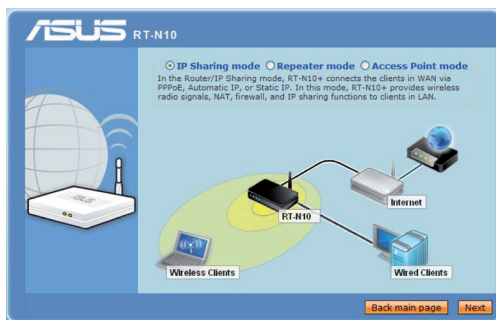 /ISUS RT-N10
IP Sharing mode Repeater mode Access Point mode
In the Router/IP Sharing mode, RT-N10+ connects the clients in WAN via
PPPoE, Automatic IP, or Static IP. In this mode, RT-N10+ provides wireless
radio signals, NAT, firewall, and IP sharing functions to clients in LAN.
Internet
RT-N10
Wireless Clients
Wired Clients
Back main page Next